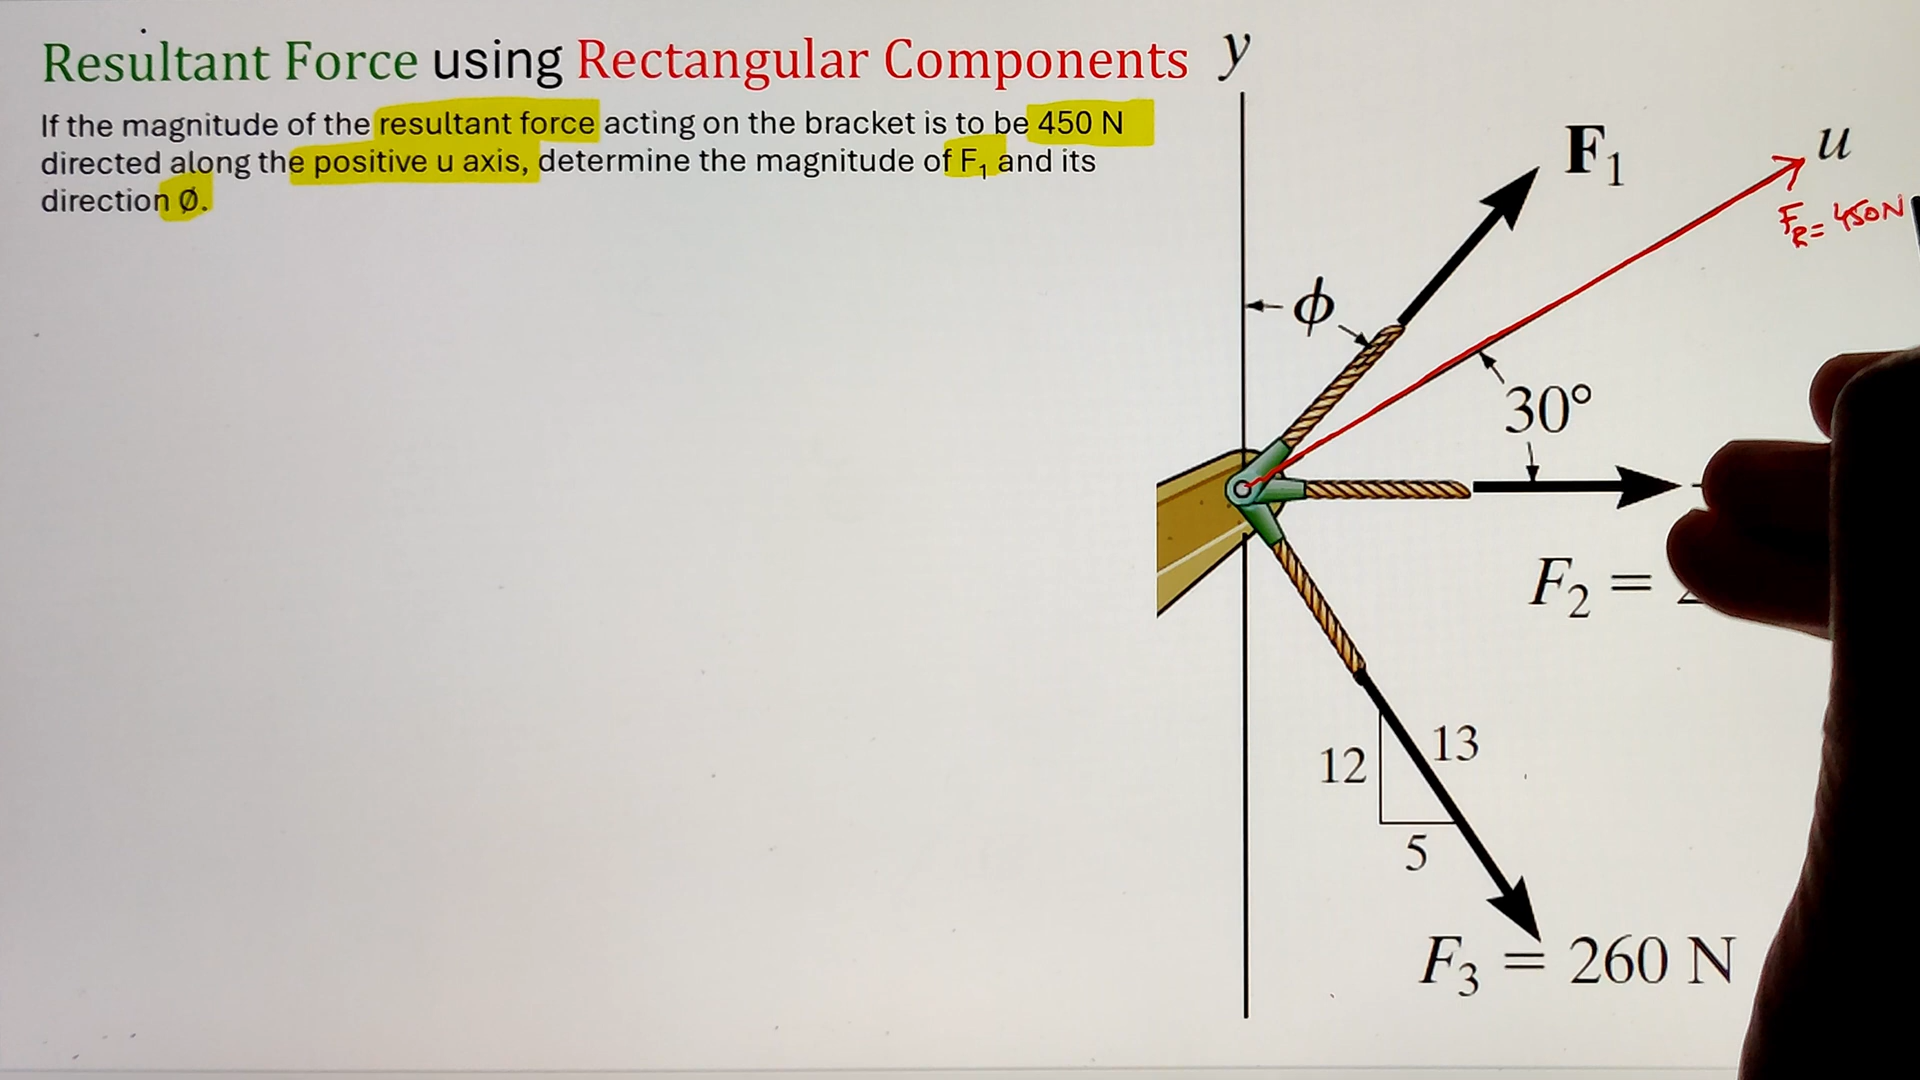 Resultant Force using Rectangular Components
If the magnitude of the resultant force acting on the bracket is to be 450 N
directed along the positive u axis, determine the magnitude of F₁ and its
direction Ø.
y
F₁
u
F_R = 450N
ϕ
30°
F₂ =
12
13
5
F₃ = 260 N